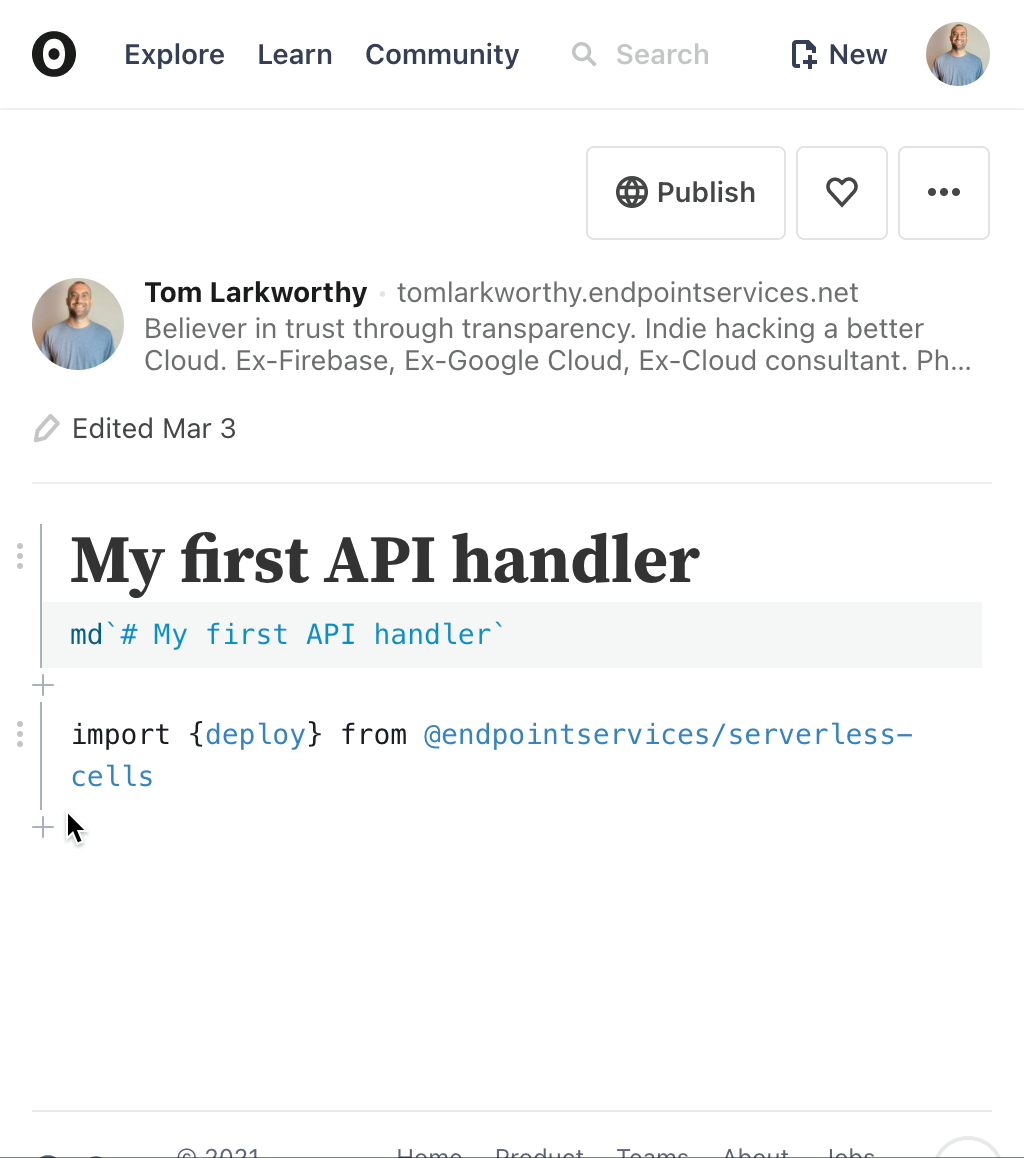 Explore Learn Community Search New
Publish
Tom Larkworthy • tomlarkworthy.endpointservices.net
Believer in trust through transparency. Indie hacking a better
Cloud. Ex-Firebase, Ex-Google Cloud, Ex-Cloud consultant. Ph...
Edited Mar 3
My first API handler
md`# My first API handler`
import {deploy} from @endpointservices/serverless-
cells
© 2021 Home Product Teams About Jobs